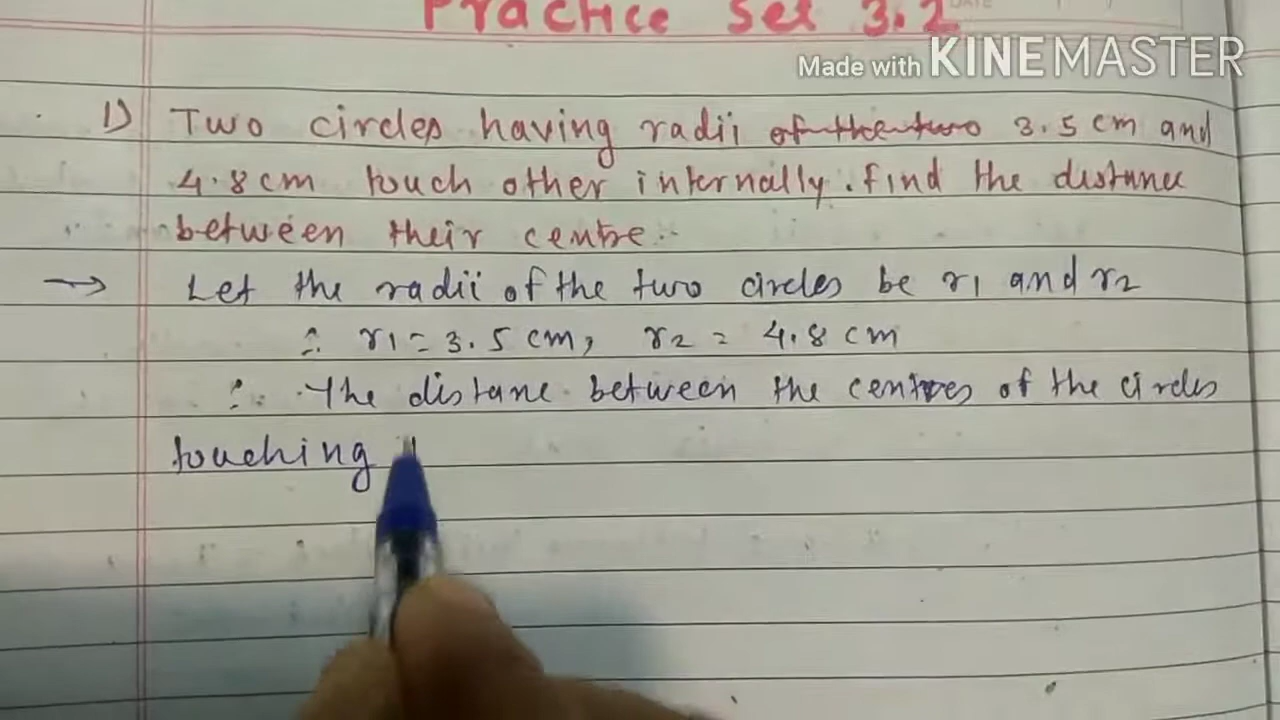 Practice Set 3.2
DATE
Made with KINEMASTER
1) Two circles having radii of the two 3.5 cm and
4.8 cm touch other internally. find the distance
between their centre.
→ Let the radii of the two circles be r1 and r2
∴ r1 = 3.5 cm, r2 = 4.8 cm
∴ The distane between the centres of the circles
touching